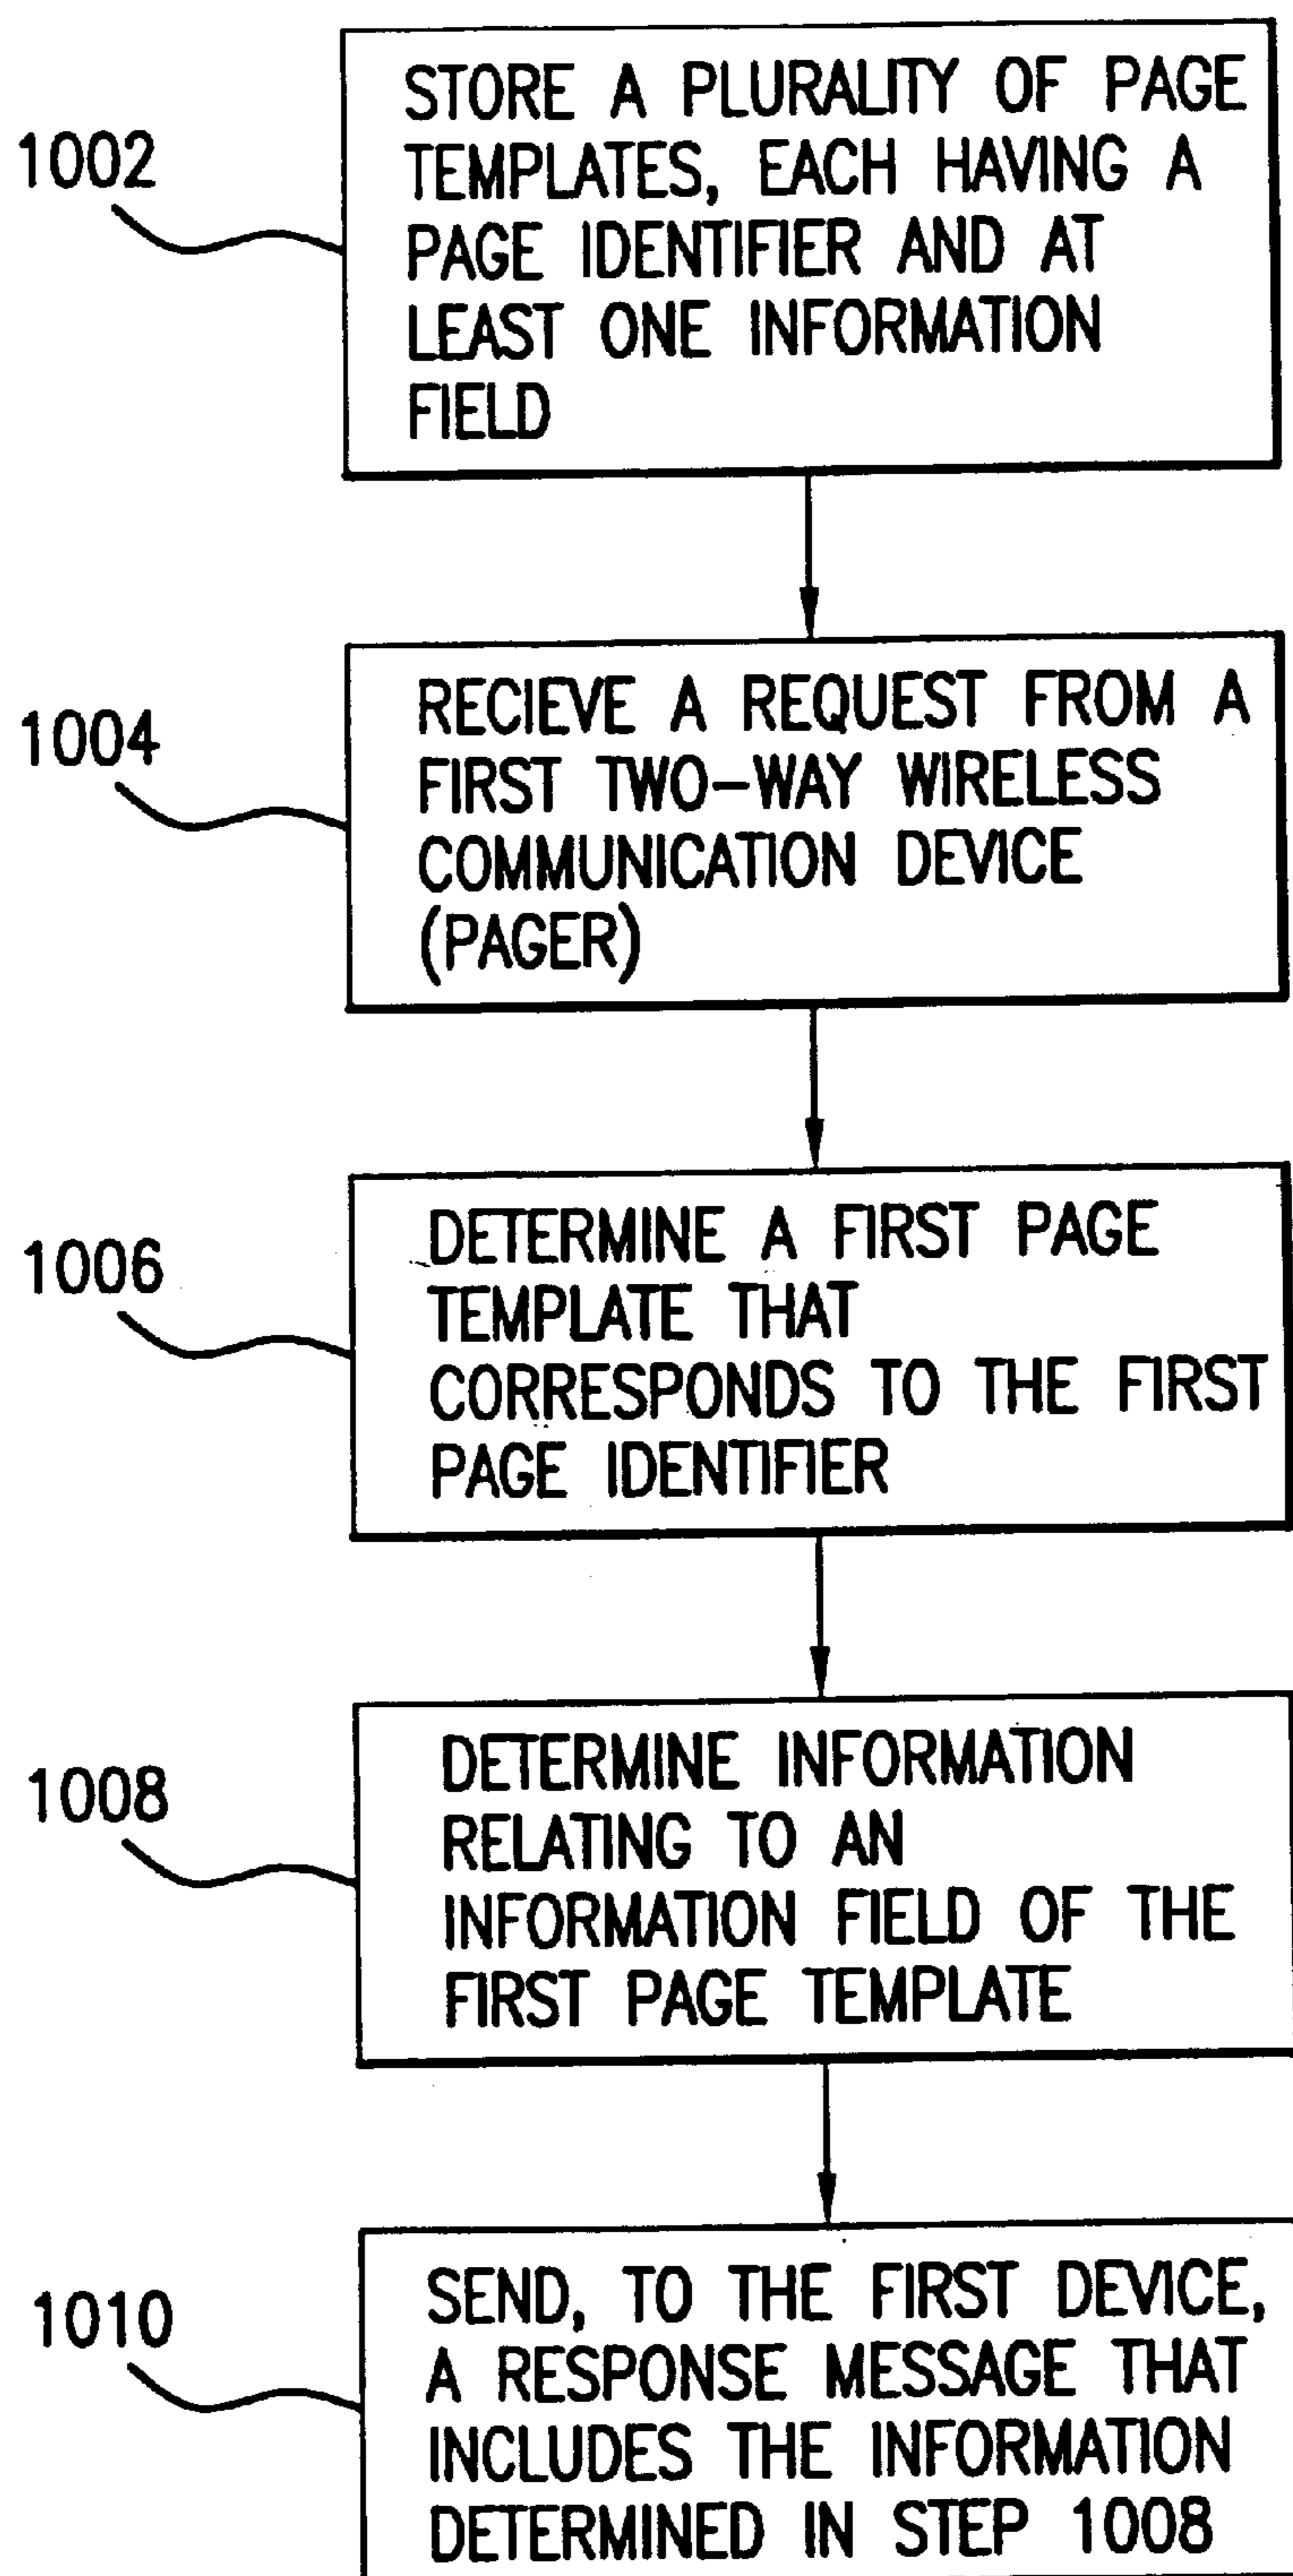 1002
STORE A PLURALITY OF PAGE
TEMPLATES, EACH HAVING A
PAGE IDENTIFIER AND AT
LEAST ONE INFORMATION
FIELD
1004
RECIEVE A REQUEST FROM A
FIRST TWO-WAY WIRELESS
COMMUNICATION DEVICE
(PAGER)
1006
DETERMINE A FIRST PAGE
TEMPLATE THAT
CORRESPONDS TO THE FIRST
PAGE IDENTIFIER
1008
DETERMINE INFORMATION
RELATING TO AN
INFORMATION FIELD OF THE
FIRST PAGE TEMPLATE
1010
SEND, TO THE FIRST DEVICE,
A RESPONSE MESSAGE THAT
INCLUDES THE INFORMATION
DETERMINED IN STEP 1008